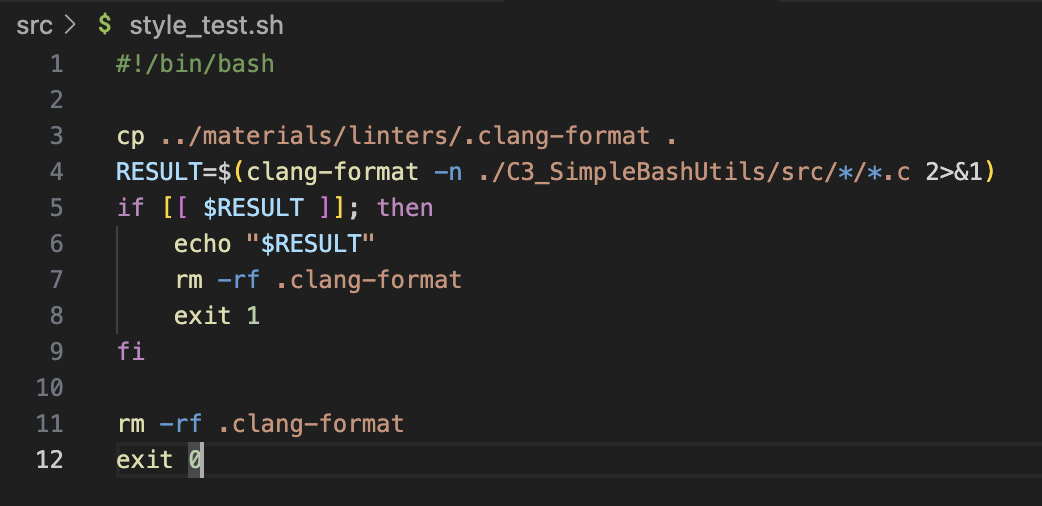 src > $ style_test.sh
1 #!/bin/bash
2
3 cp ../materials/linters/.clang-format .
4 RESULT=$(clang-format -n ./C3_SimpleBashUtils/src/*/*.c 2>&1)
5 if [[ $RESULT ]]; then
6     echo "$RESULT"
7     rm -rf .clang-format
8     exit 1
9 fi
10
11 rm -rf .clang-format
12 exit 0